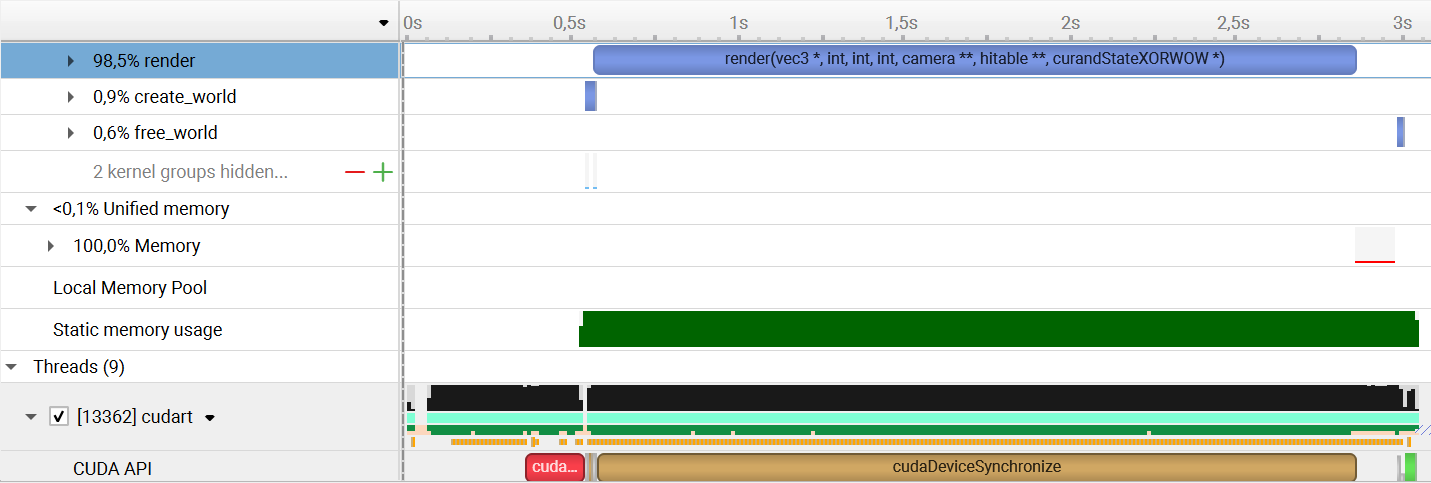 0s 0,5s 1s 1,5s 2s 2,5s 3s
98,5% render
render(vec3 *, int, int, int, camera **, hitable **, curandStateXORWOW *)
0,9% create_world
0,6% free_world
2 kernel groups hidden...
<0,1% Unified memory
100,0% Memory
Local Memory Pool
Static memory usage
Threads (9)
[13362] cudart
CUDA API
cuda...
cudaDeviceSynchronize